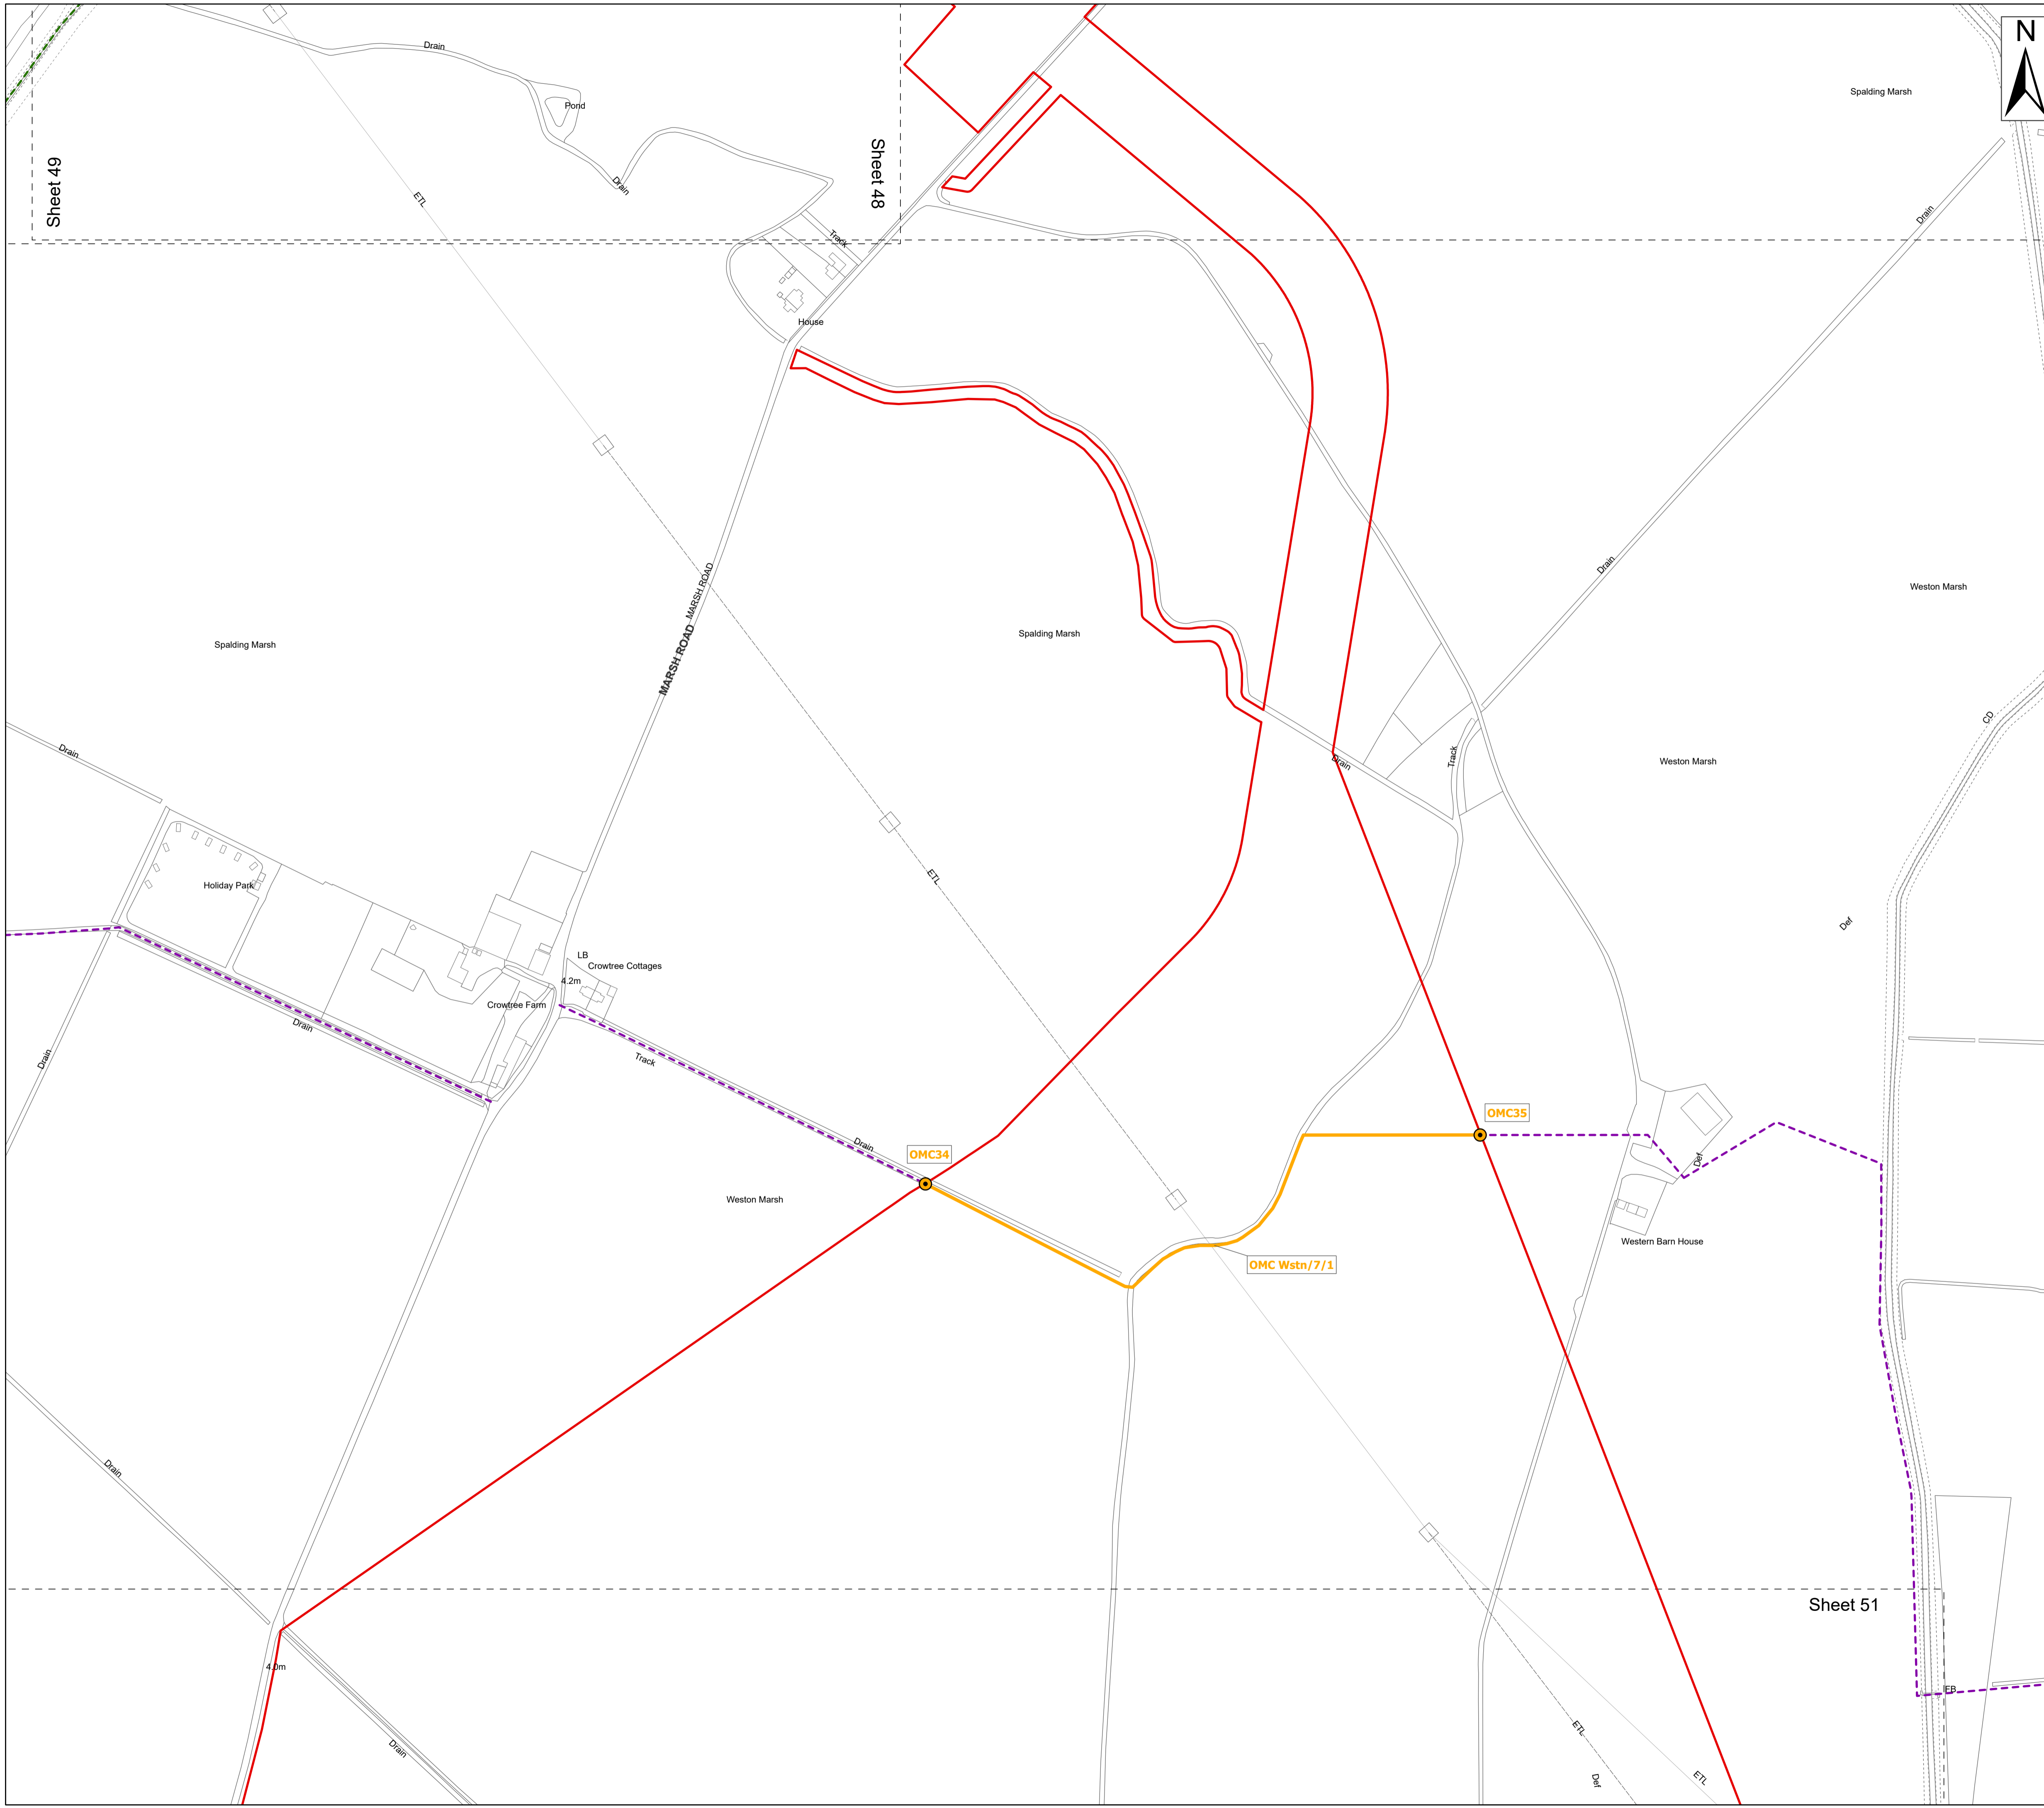 N
Drain
Pond
Spalding Marsh
Sheet 49
Sheet 48
Drain
ETL
Track
Drain
House
Drain
MARSH ROAD
MARSH ROAD
Spalding Marsh
Spalding Marsh
Weston Marsh
CD
Drain
Drain
Track
Weston Marsh
Holiday Park
ETL
Def
LB
Crowtree Cottages
4.2m
Crowtree Farm
Drain
Drain
Track
OMC35
Drain
OMC34
Def
Weston Marsh
Western Barn House
OMC Wstn/7/1
Drain
Sheet 51
4.0m
FB
Drain
ETL
ETL
Def